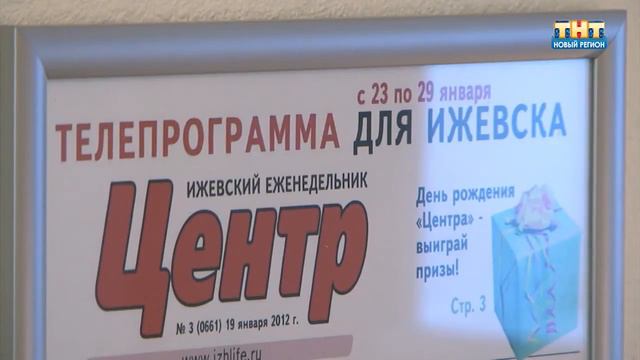 ТНТ
НОВЫЙ РЕГИОН
с 23 по 29 января
ТЕЛЕПРОГРАММА ДЛЯ ИЖЕВСКА
ИЖЕВСКИЙ ЕЖЕНЕДЕЛЬНИК
Центр
№ 3 (0661) 19 января 2012 г.
www.izhlife.ru
День рождения
«Центра» -
выиграй
призы!
Стр. 3